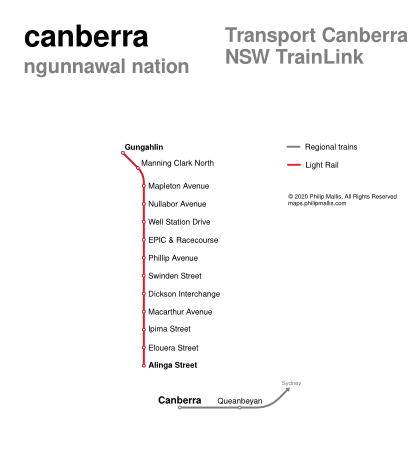 canberra
ngunnawal nation
Transport Canberra
NSW TrainLink
Gungahlin
Manning Clark North
Mapleton Avenue
Nullabor Avenue
Well Station Drive
EPIC & Racecourse
Phillip Avenue
Swinden Street
Dickson Interchange
Macarthur Avenue
Ipima Street
Elouera Street
Alinga Street
Regional trains
Light Rail
© 2020 Philip Mallis, All Rights Reserved
maps.philipmallis.com
Sydney
Canberra
Queanbeyan